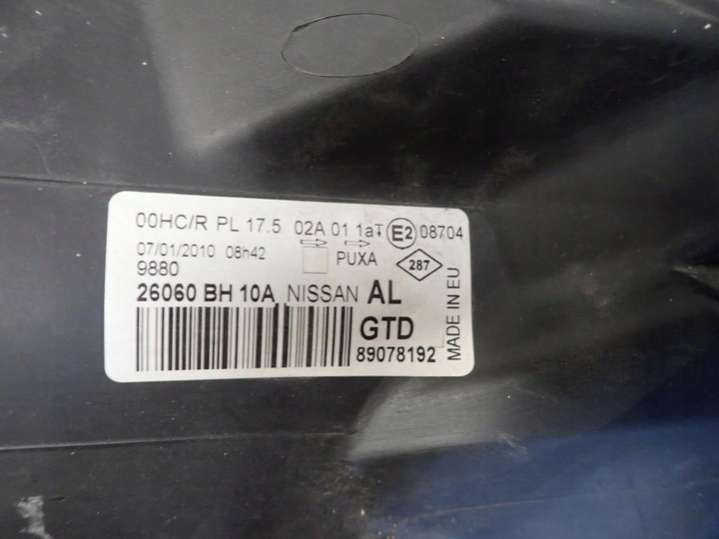 00HC/R PL 17.5 02A 01 1aT E2 08704
07/01/2010 08h42 PUXA 287
9880
26060 BH 10A NISSAN AL
GTD
89078192
MADE IN EU